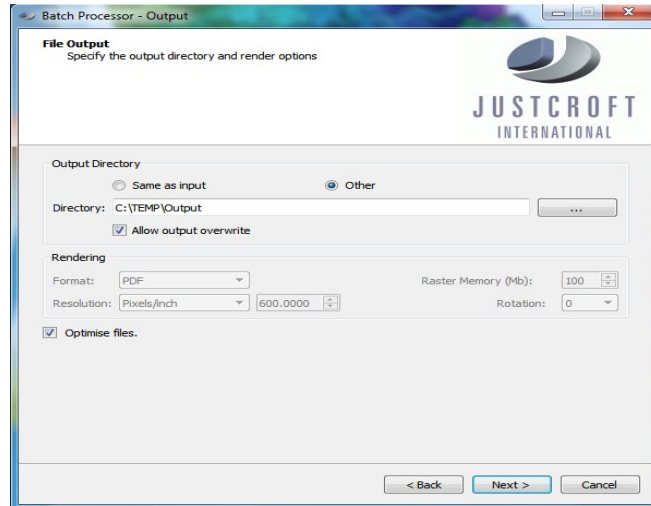 Batch Processor - Output
File Output
Specify the output directory and render options
JUSTCROFT
INTERNATIONAL
Output Directory
Same as input
Other
Directory: C:\TEMP\Output ...
Allow output overwrite
Rendering
Format: PDF Raster Memory (Mb): 100
Resolution: Pixels/inch 600.0000 Rotation: 0
Optimise files.
< Back Next > Cancel